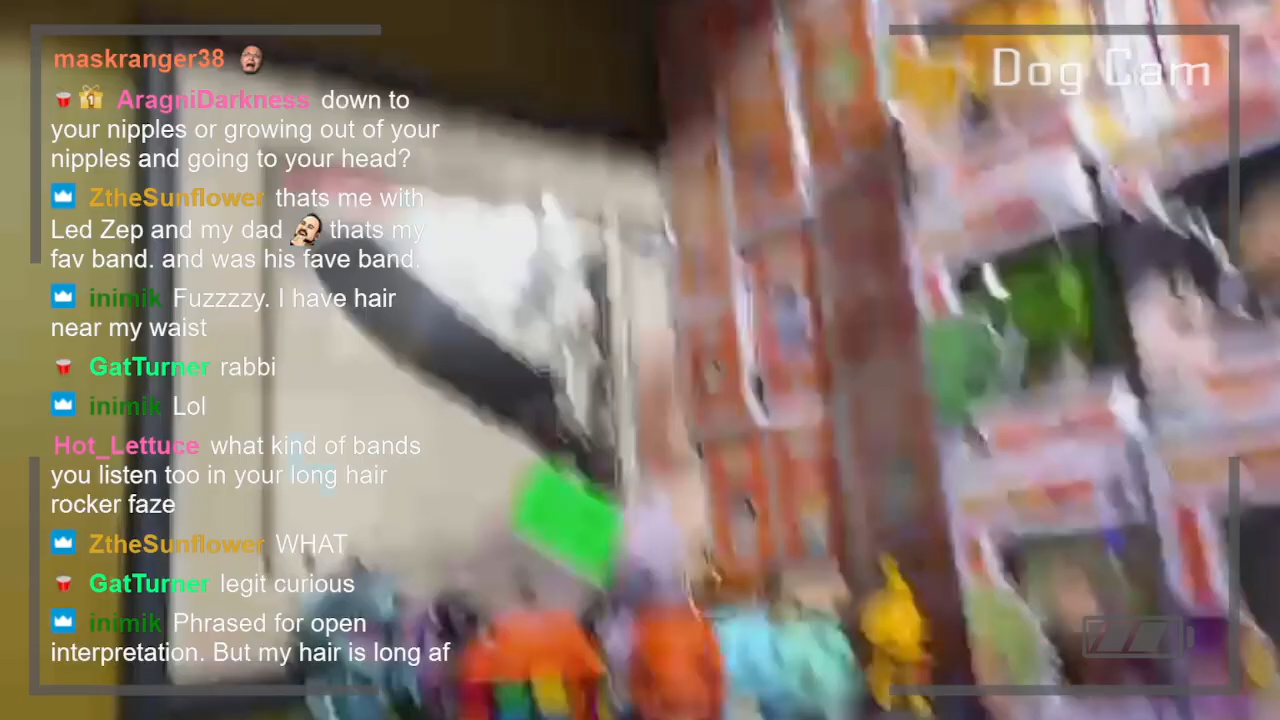 maskranger38
Dog Cam
AragniDarkness down to
your nipples or growing out of your
nipples and going to your head?
ZtheSunflower thats me with
Led Zep and my dad thats my
fav band. and was his fave band.
inimik Fuzzzzy. I have hair
near my waist
GatTurner rabbi
inimik Lol
Hot_Lettuce what kind of bands
you listen too in your long hair
rocker faze
ZtheSunflower WHAT
GatTurner legit curious
inimik Phrased for open
interpretation. But my hair is long af